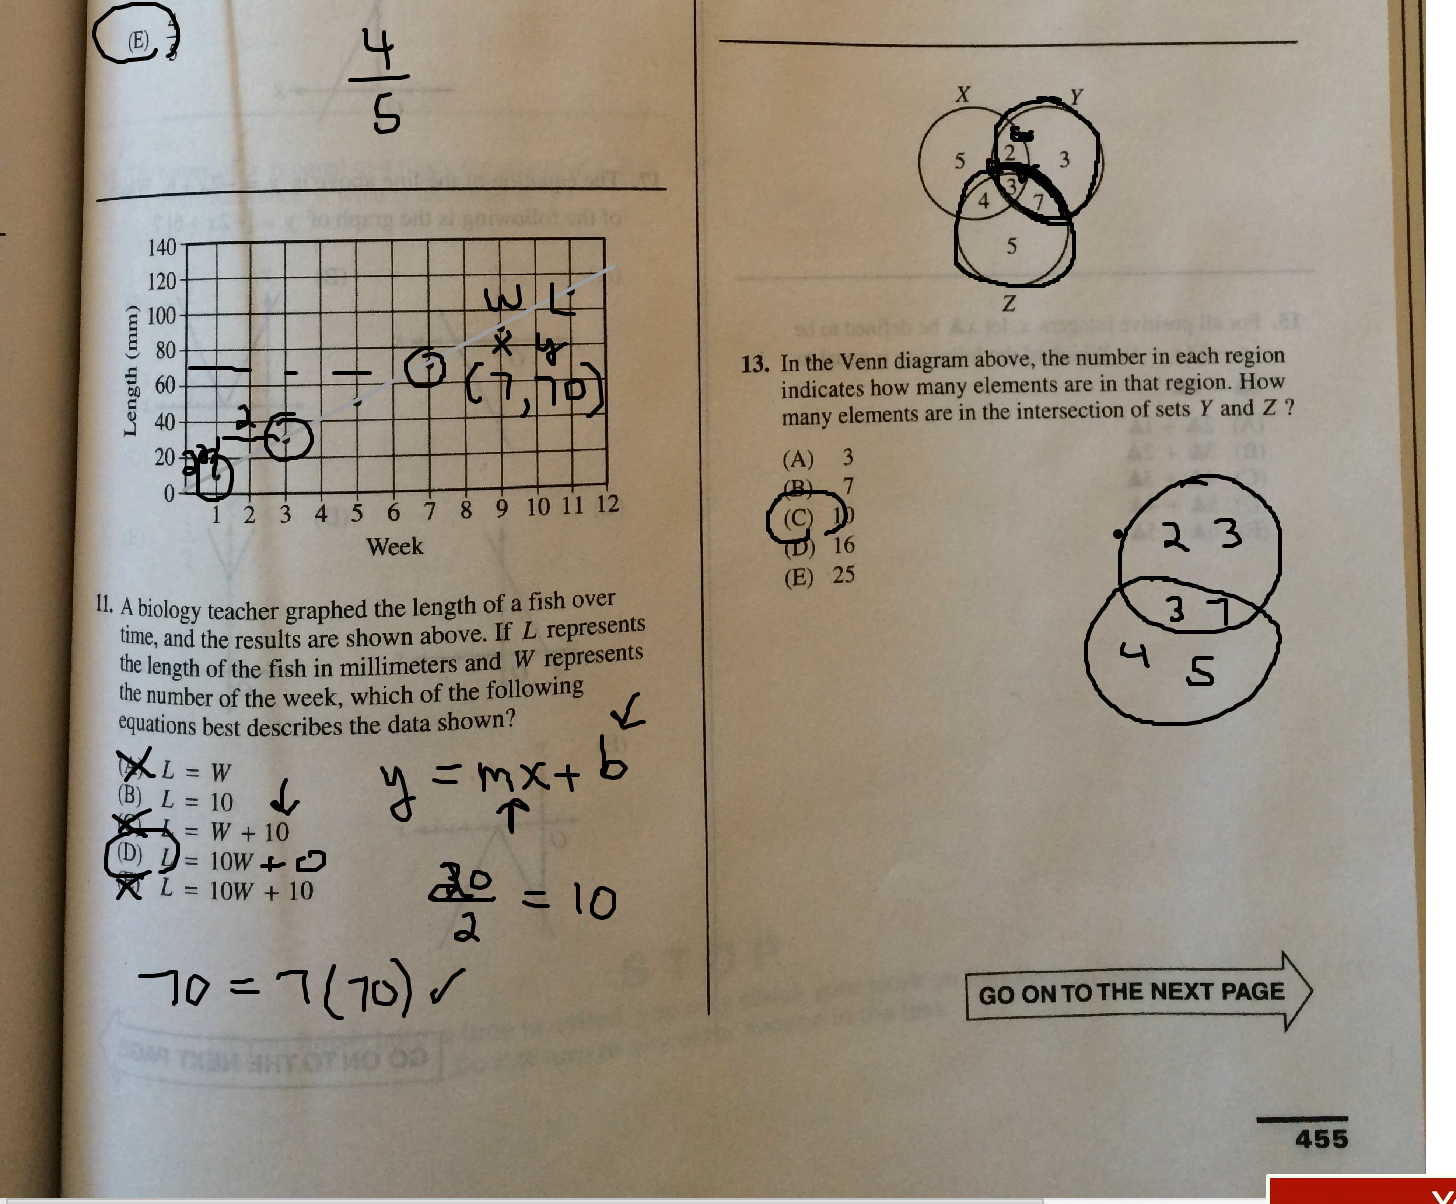 (E) 4/5
4
5
140
120
100
80
60
40
20
0
Length (mm)
W L
X y
(7, 70)
2
1 2 3 4 5 6 7 8 9 10 11 12
Week
11. A biology teacher graphed the length of a fish over
time, and the results are shown above. If L represents
the length of the fish in millimeters and W represents
the number of the week, which of the following
equations best describes the data shown?
(A) L = W
(B) L = 10
L = W + 10
(D) L = 10W + 0
L = 10W + 10
y = mx + b
20
2
= 10
70 = 7(70) ✓
X Y
5 2 3
3
4 7
5
Z
13. In the Venn diagram above, the number in each region
indicates how many elements are in that region. How
many elements are in the intersection of sets Y and Z ?
(A) 3
(B) 7
(C) 10
(D) 16
(E) 25
2 3
3 7
4 5
GO ON TO THE NEXT PAGE
455